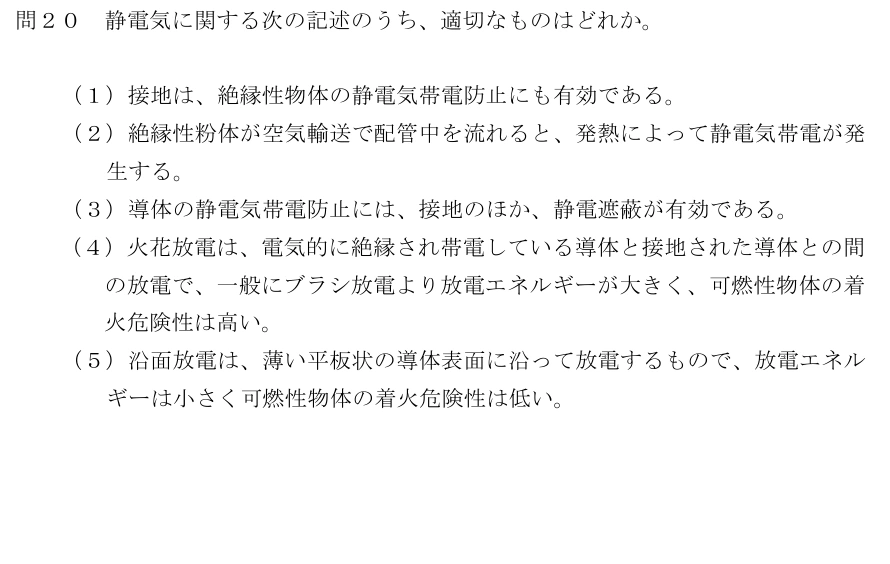 問２０　静電気に関する次の記述のうち、適切なものはどれか。
（１）接地は、絶縁性物体の静電気帯電防止にも有効である。
（２）絶縁性粉体が空気輸送で配管中を流れると、発熱によって静電気帯電が発
生する。
（３）導体の静電気帯電防止には、接地のほか、静電遮蔽が有効である。
（４）火花放電は、電気的に絶縁され帯電している導体と接地された導体との間
の放電で、一般にブラシ放電より放電エネルギーが大きく、可燃性物体の着
火危険性は高い。
（５）沿面放電は、薄い平板状の導体表面に沿って放電するもので、放電エネル
ギーは小さく可燃性物体の着火危険性は低い。